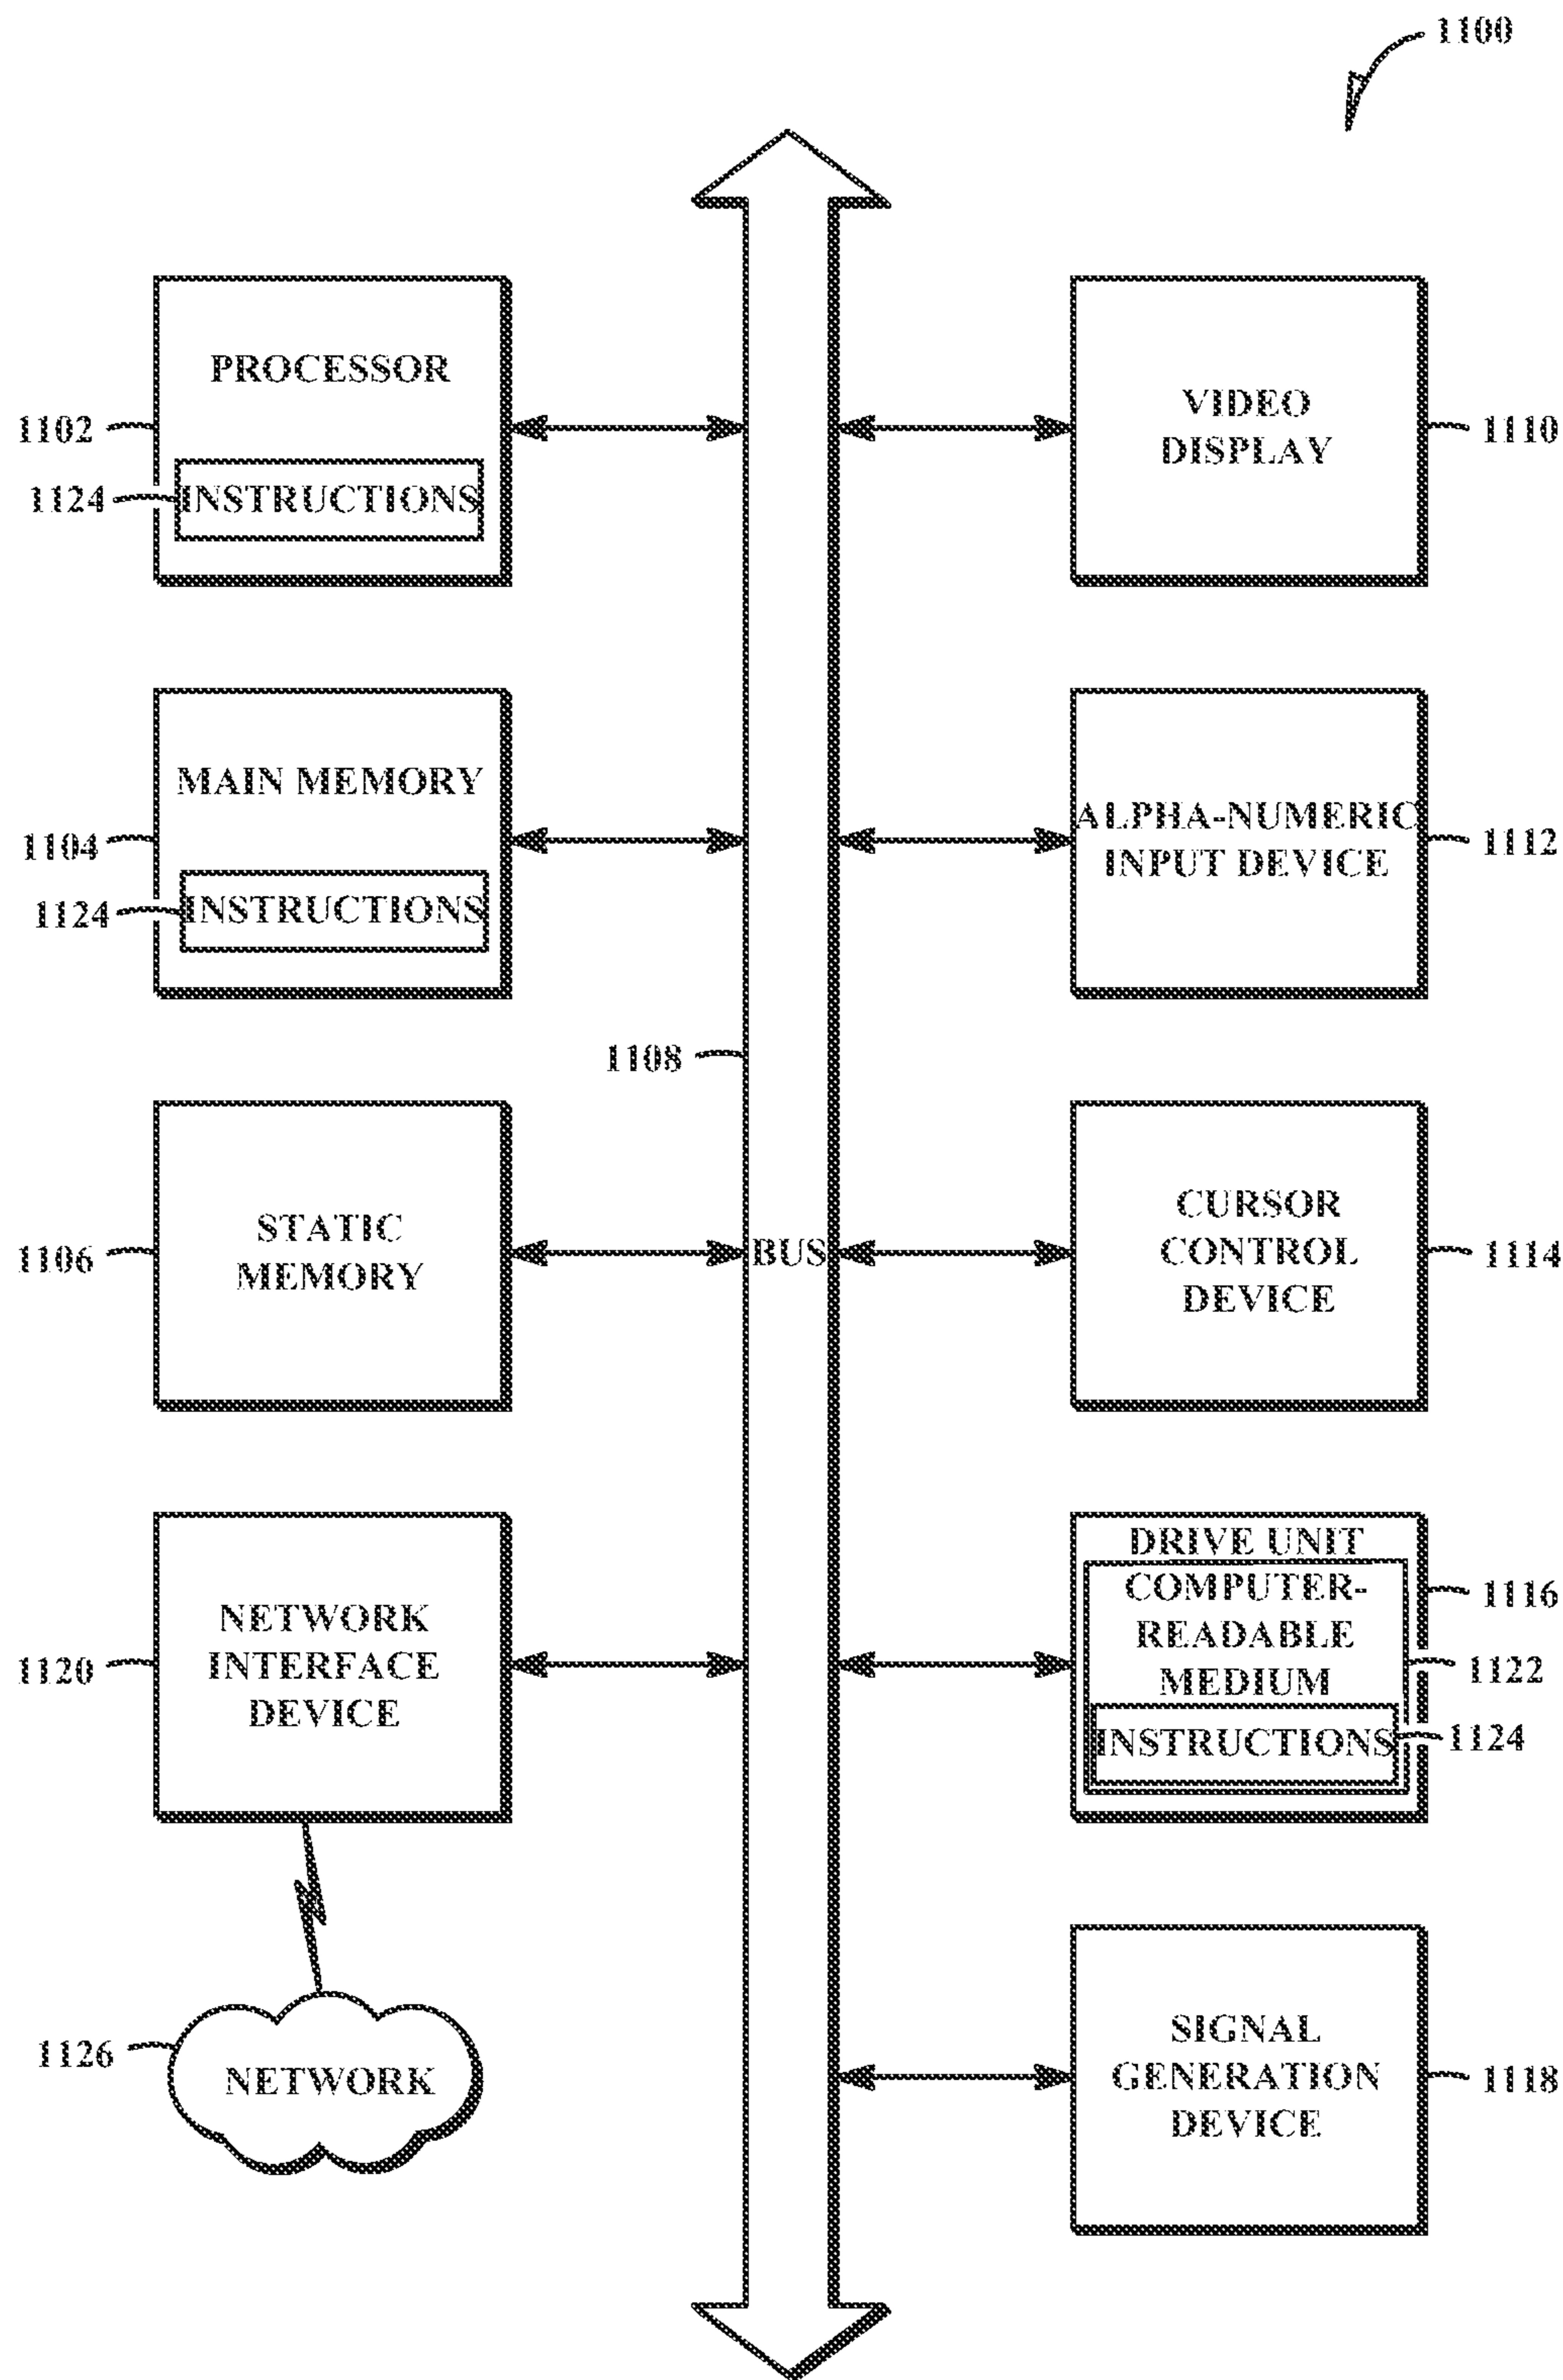 1100
PROCESSOR
1102
1124
INSTRUCTIONS
VIDEO
DISPLAY
1110
MAIN MEMORY
1104
1124
INSTRUCTIONS
ALPHA-NUMERIC
INPUT DEVICE
1112
1108
STATIC
MEMORY
1106
BUS
CURSOR
CONTROL
DEVICE
1114
NETWORK
INTERFACE
DEVICE
1120
DRIVE UNIT
COMPUTER-
READABLE
MEDIUM
INSTRUCTIONS
1116
1122
1124
1126
NETWORK
SIGNAL
GENERATION
DEVICE
1118